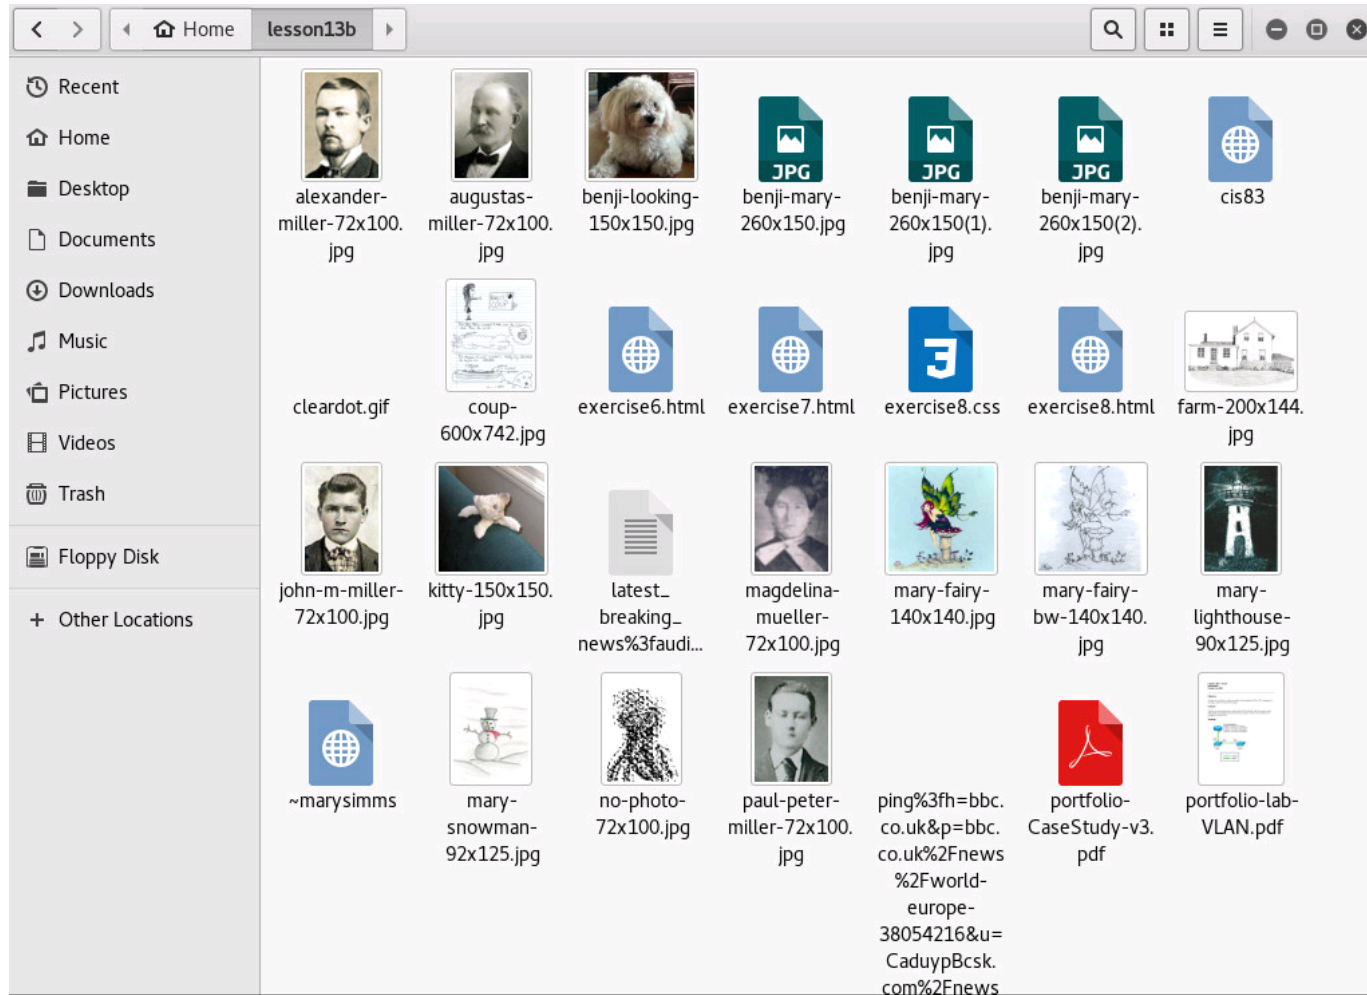 Home
lesson13b
Recent
Home
Desktop
Documents
Downloads
Music
Pictures
Videos
Trash
Floppy Disk
+ Other Locations
alexander-
miller-72x100.
jpg
augustas-
miller-72x100.
jpg
benji-looking-
150x150.jpg
JPG
benji-mary-
260x150.jpg
JPG
benji-mary-
260x150(1).
jpg
JPG
benji-mary-
260x150(2).
jpg
cis83
cleardot.gif
coup-
600x742.jpg
exercise6.html
exercise7.html
3
exercise8.css
exercise8.html
farm-200x144.
jpg
john-m-miller-
72x100.jpg
kitty-150x150.
jpg
latest_
breaking_
news%3faudi...
magdelina-
mueller-
72x100.jpg
mary-fairy-
140x140.jpg
mary-fairy-
bw-140x140.
jpg
mary-
lighthouse-
90x125.jpg
~marysimms
mary-
snowman-
92x125.jpg
no-photo-
72x100.jpg
paul-peter-
miller-72x100.
jpg
ping%3fh=bbc.
co.uk&p=bbc.
co.uk%2Fnews
%2Fworld-
europe-
38054216&u=
CaduypBcsk.
com%2Fnews
portfolio-
CaseStudy-v3.
pdf
portfolio-lab-
VLAN.pdf